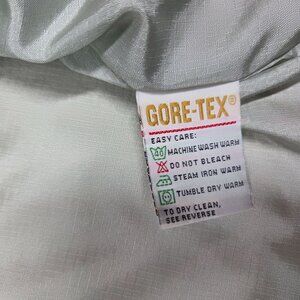 GORE-TEX®
EASY CARE:
MACHINE WASH WARM
DO NOT BLEACH
STEAM IRON WARM
TUMBLE DRY WARM
TO DRY CLEAN,
SEE REVERSE